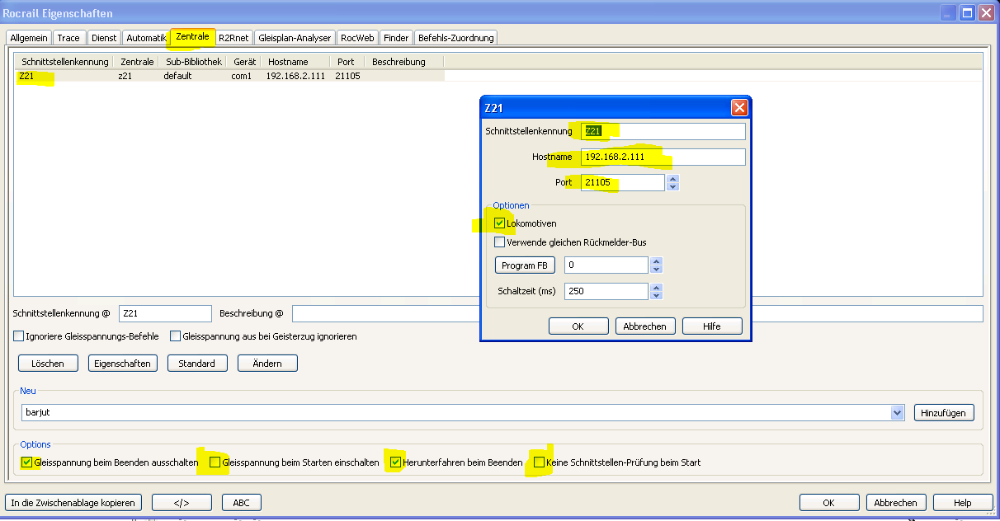 Rocrail Eigenschaften
Allgemein Trace Dienst Automatik Zentrale R2Rnet Gleisplan-Analyser RocWeb Finder Befehls-Zuordnung
Schnittstellenkennung Zentrale Sub-Bibliothek Gerät Hostname Port Beschreibung
Z21 z21 default com1 192.168.2.111 21105
Z21
Schnittstellenkennung Z21
Hostname 192.168.2.111
Port 21105
Optionen
Lokomotiven
Verwende gleichen Rückmelder-Bus
Program FB 0
Schaltzeit (ms) 250
OK Abbrechen Hilfe
Schnittstellenkennung @ Z21 Beschreibung @
Ignoriere Gleisspannungs-Befehle Gleisspannung aus bei Geisterzug ignorieren
Löschen Eigenschaften Standard Ändern
Neu
barjut Hinzufügen
Options
Gleisspannung beim Beenden ausschalten Gleisspannung beim Starten einschalten Herunterfahren beim Beenden Keine Schnittstellen-Prüfung beim Start
In die Zwischenablage kopieren </> ABC OK Abbrechen Help